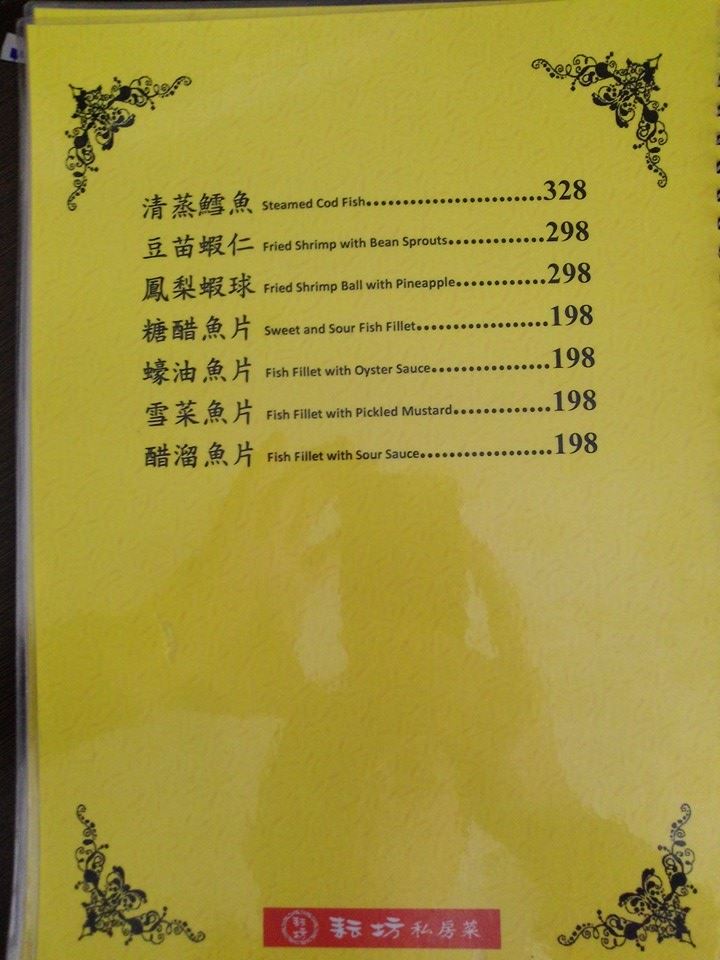 清蒸鱈魚 Steamed Cod Fish........................328
豆苗蝦仁 Fried Shrimp with Bean Sprouts.............298
鳳梨蝦球 Fried Shrimp Ball with Pineapple.............298
糖醋魚片 Sweet and Sour Fish Fillet..................198
蠔油魚片 Fish Fillet with Oyster Sauce................198
雪菜魚片 Fish Fillet with Pickled Mustard.............198
醋溜魚片 Fish Fillet with Sour Sauce..................198
耘坊 耘坊 私房菜